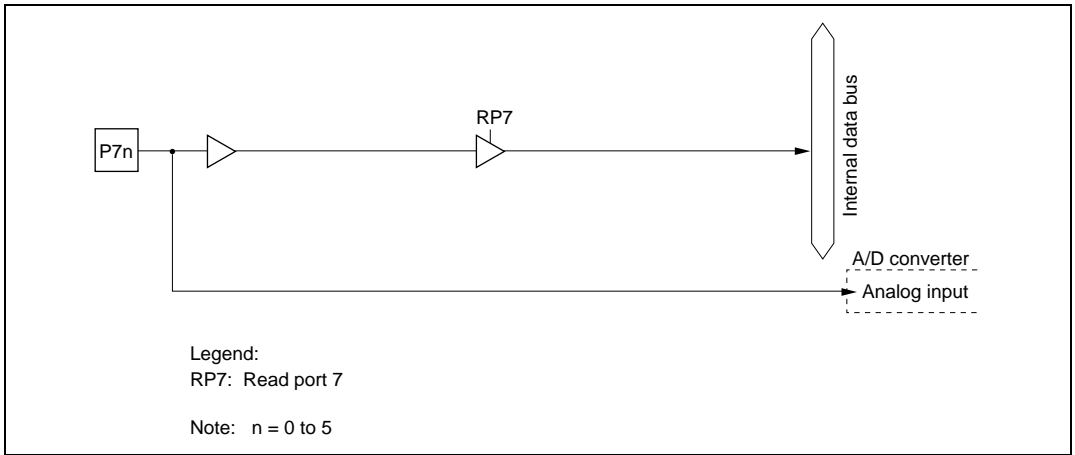 RP7
P7n
Internal data bus
A/D converter
Analog input
Legend:
RP7: Read port 7
Note: n = 0 to 5